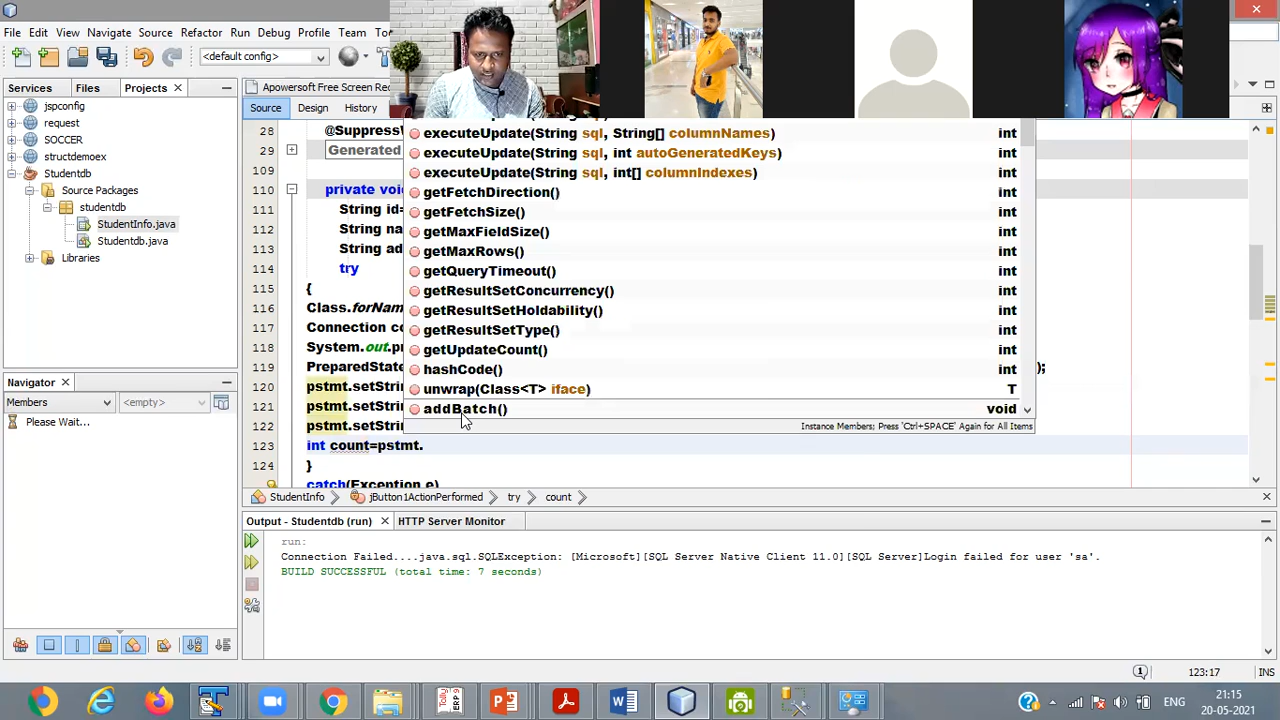 File Edit View Navigate Source Refactor Run Debug Profile Team
<default config>
Services Files Projects
Apowersoft Free Screen Rec
Source Design History
jspconfig
request
SOCCER
structdemoex
Studentdb
Source Packages
studentdb
StudentInfo.java
Studentdb.java
Libraries
Navigator
Members <empty>
Please Wait...
28 @SuppressW
29 Generated
109
110 private voi
111 String id=
112 String na
113 String ad
114 try
115 {
116 Class.forNam
117 Connection co
118 System.out.pr
119 PreparedState );
120 pstmt.setStri
121 pstmt.setStri
122 pstmt.setStri
123 int count=pstmt.
124 }
catch(Exception e)
executeUpdate(String sql, String[] columnNames) int
executeUpdate(String sql, int autoGeneratedKeys) int
executeUpdate(String sql, int[] columnIndexes) int
getFetchDirection() int
getFetchSize() int
getMaxFieldSize() int
getMaxRows() int
getQueryTimeout() int
getResultSetConcurrency() int
getResultSetHoldability() int
getResultSetType() int
getUpdateCount() int
hashCode() int
unwrap(Class<T> iface) T
addBatch() void
Instance Members; Press 'Ctrl+SPACE' Again for All Items
StudentInfo jButton1ActionPerformed try count
Output - Studentdb (run) HTTP Server Monitor
run:
Connection Failed....java.sql.SQLException: [Microsoft][SQL Server Native Client 11.0][SQL Server]Login failed for user 'sa'.
BUILD SUCCESSFUL (total time: 7 seconds)
1 123:17 INS
ENG 21:15
20-05-2021